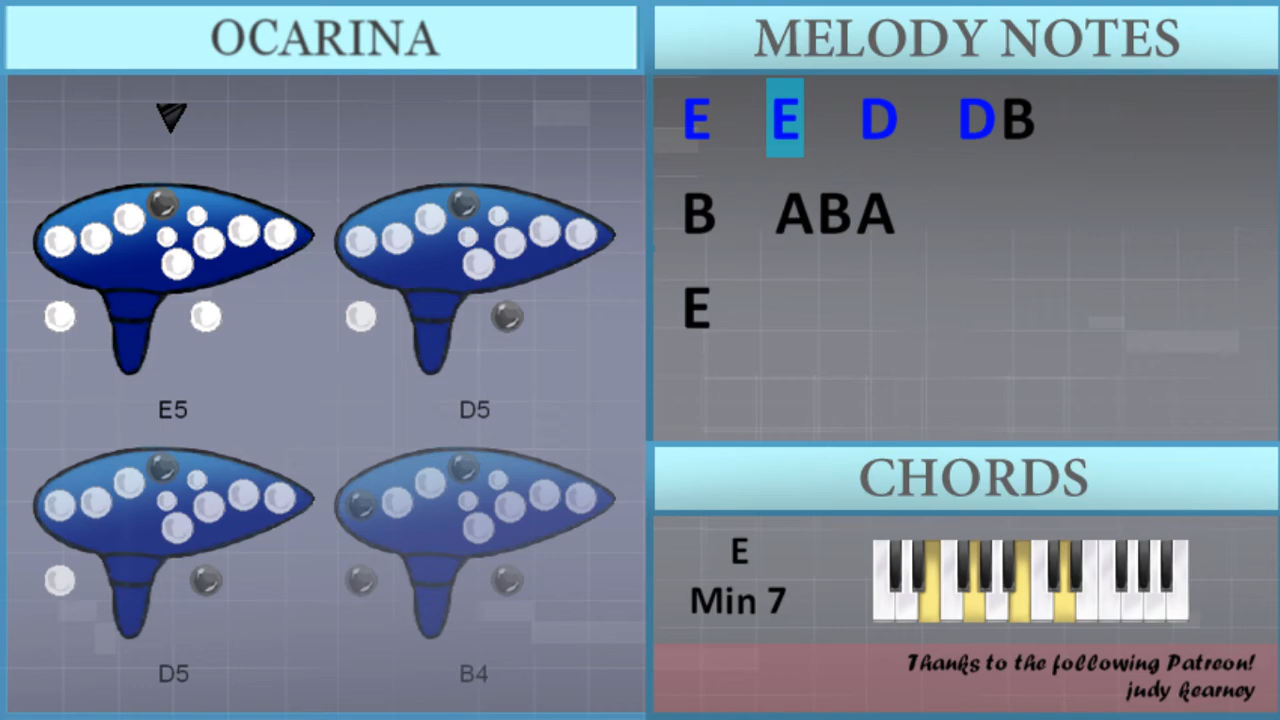 OCARINA
E5
D5
D5
B4
MELODY NOTES
E E D DB
B ABA
E
CHORDS
E
Min 7
Thanks to the following Patreon!
judy kearney